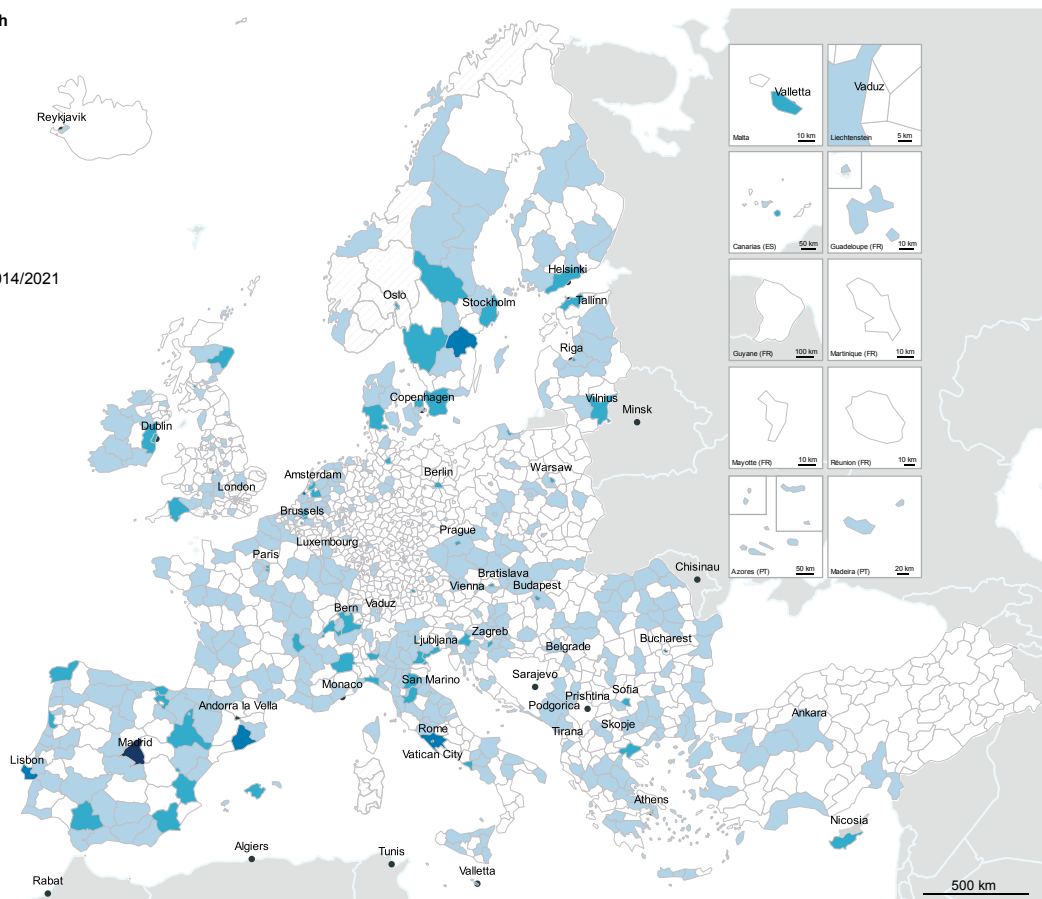 h
014/2021
Reykjavik
Oslo
Helsinki
Stockholm
Tallinn
Riga
Copenhagen
Vilnius
Minsk
Dublin
London
Amsterdam
Berlin
Warsaw
Brussels
Prague
Luxembourg
Paris
Bratislava
Vienna
Budapest
Chisinau
Bern
Vaduz
Ljubljana
Zagreb
Belgrade
Bucharest
Monaco
San Marino
Sarajevo
Andorra la Vella
Prishtina
Sofia
Podgorica
Skopje
Ankara
Madrid
Rome
Tirana
Vatican City
Lisbon
Athens
Nicosia
Algiers
Tunis
Valletta
Rabat
500 km
Valletta
Malta
10 km
Vaduz
Liechtenstein
5 km
Canarias (ES)
50 km
Guadeloupe (FR)
10 km
Guyane (FR)
100 km
Martinique (FR)
10 km
Mayotte (FR)
10 km
Réunion (FR)
10 km
Azores (PT)
50 km
Madeira (PT)
20 km